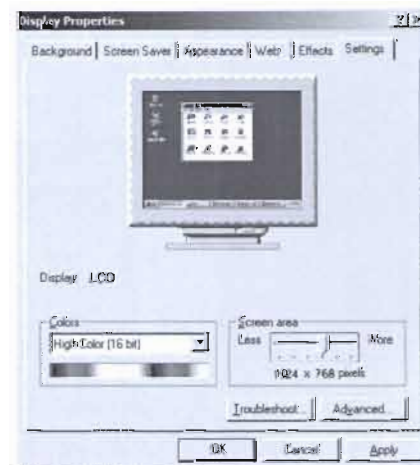 Display Properties
Background Screen Saver Appearance Web Effects Settings
Display: LCD
Colors
High Color (16 bit)
Screen area
Less More
1024 x 768 pixels
Troubleshoot... Advanced...
OK Cancel Apply